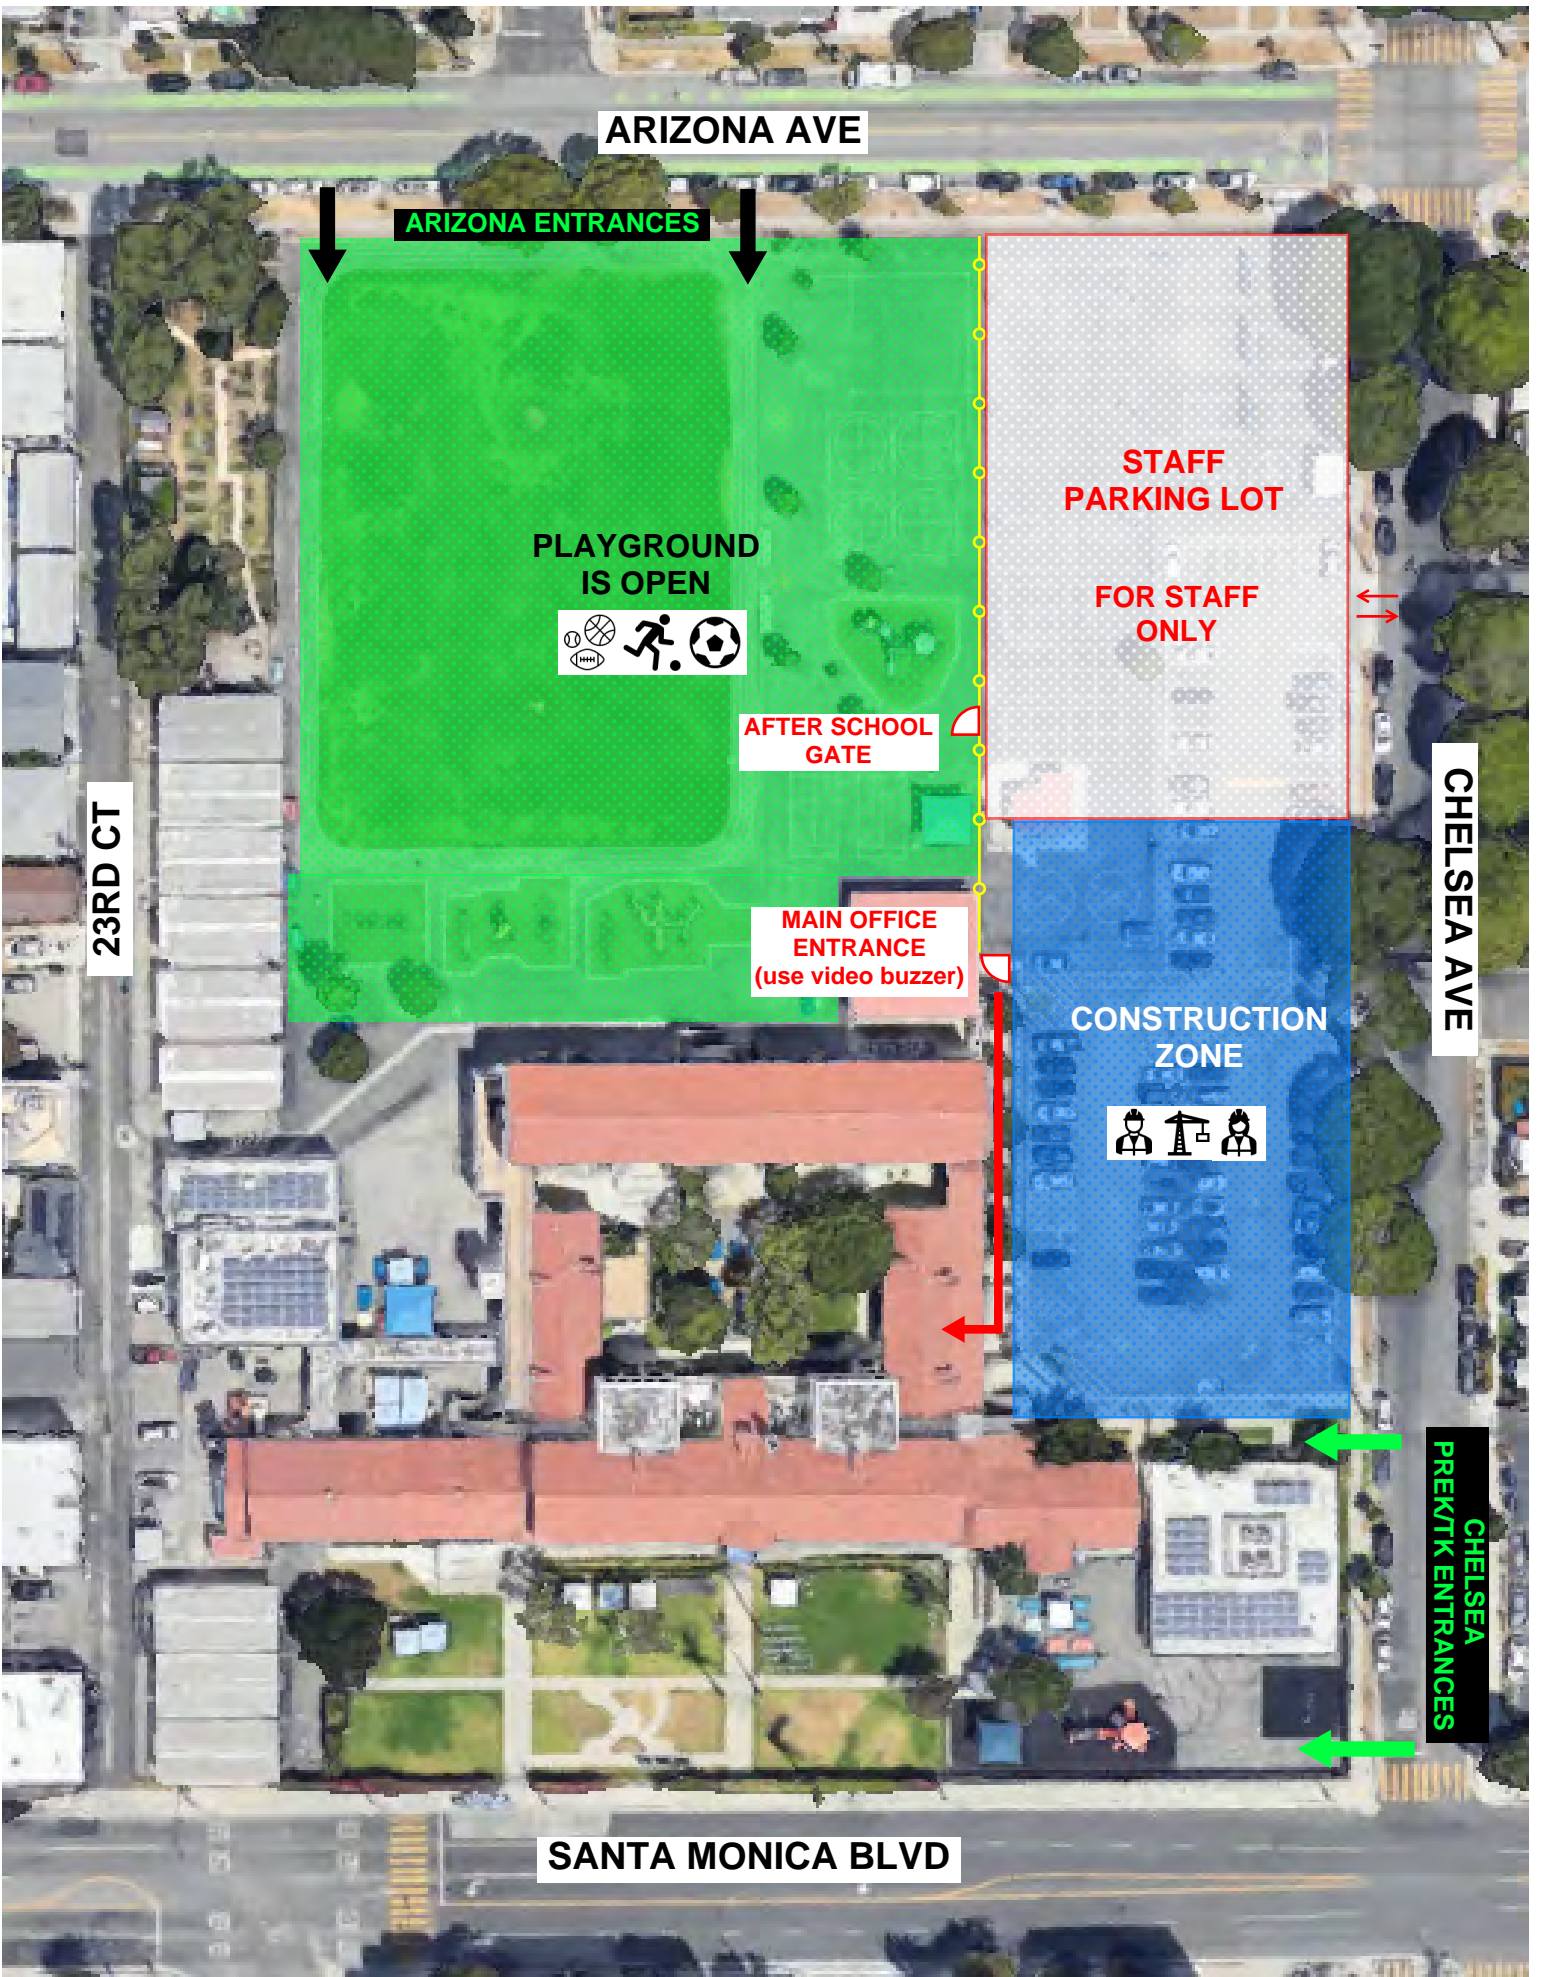 ARIZONA AVE
ARIZONA ENTRANCES
STAFF
PARKING LOT
FOR STAFF
ONLY
PLAYGROUND
IS OPEN
AFTER SCHOOL
GATE
23RD CT
CHELSEA AVE
MAIN OFFICE
ENTRANCE
(use video buzzer)
CONSTRUCTION
ZONE
CHELSEA
PREK/TK ENTRANCES
SANTA MONICA BLVD